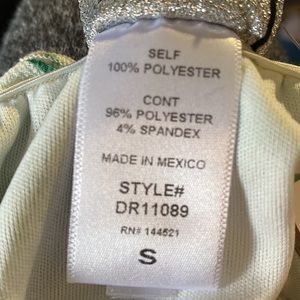 SELF
100% POLYESTER
CONT
96% POLYESTER
4% SPANDEX
MADE IN MEXICO
STYLE#
DR11089
RN# 144521
S